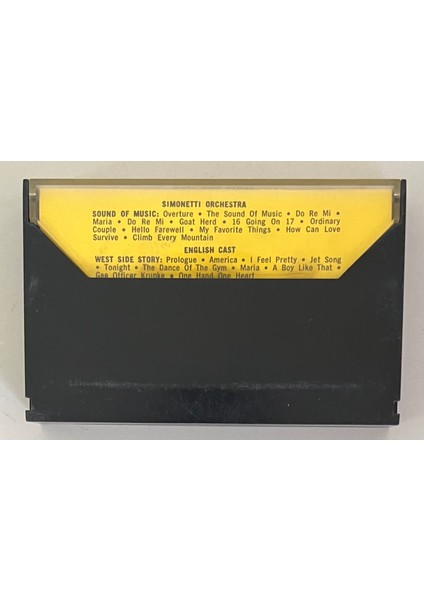 SIMONETTI ORCHESTRA
SOUND OF MUSIC: Overture • The Sound Of Music • Do Re Mi •
Maria • Do Re Mi • Goat Herd • 16 Going On 17 • Ordinary
Couple • Hello Farewell • My Favorite Things • How Can Love
Survive • Climb Every Mountain
ENGLISH CAST
WEST SIDE STORY: Prologue • America • I Feel Pretty • Jet Song
• Tonight • The Dance Of The Gym • Maria • A Boy Like That •
Gee Officer Krupke • One Hand One Heart